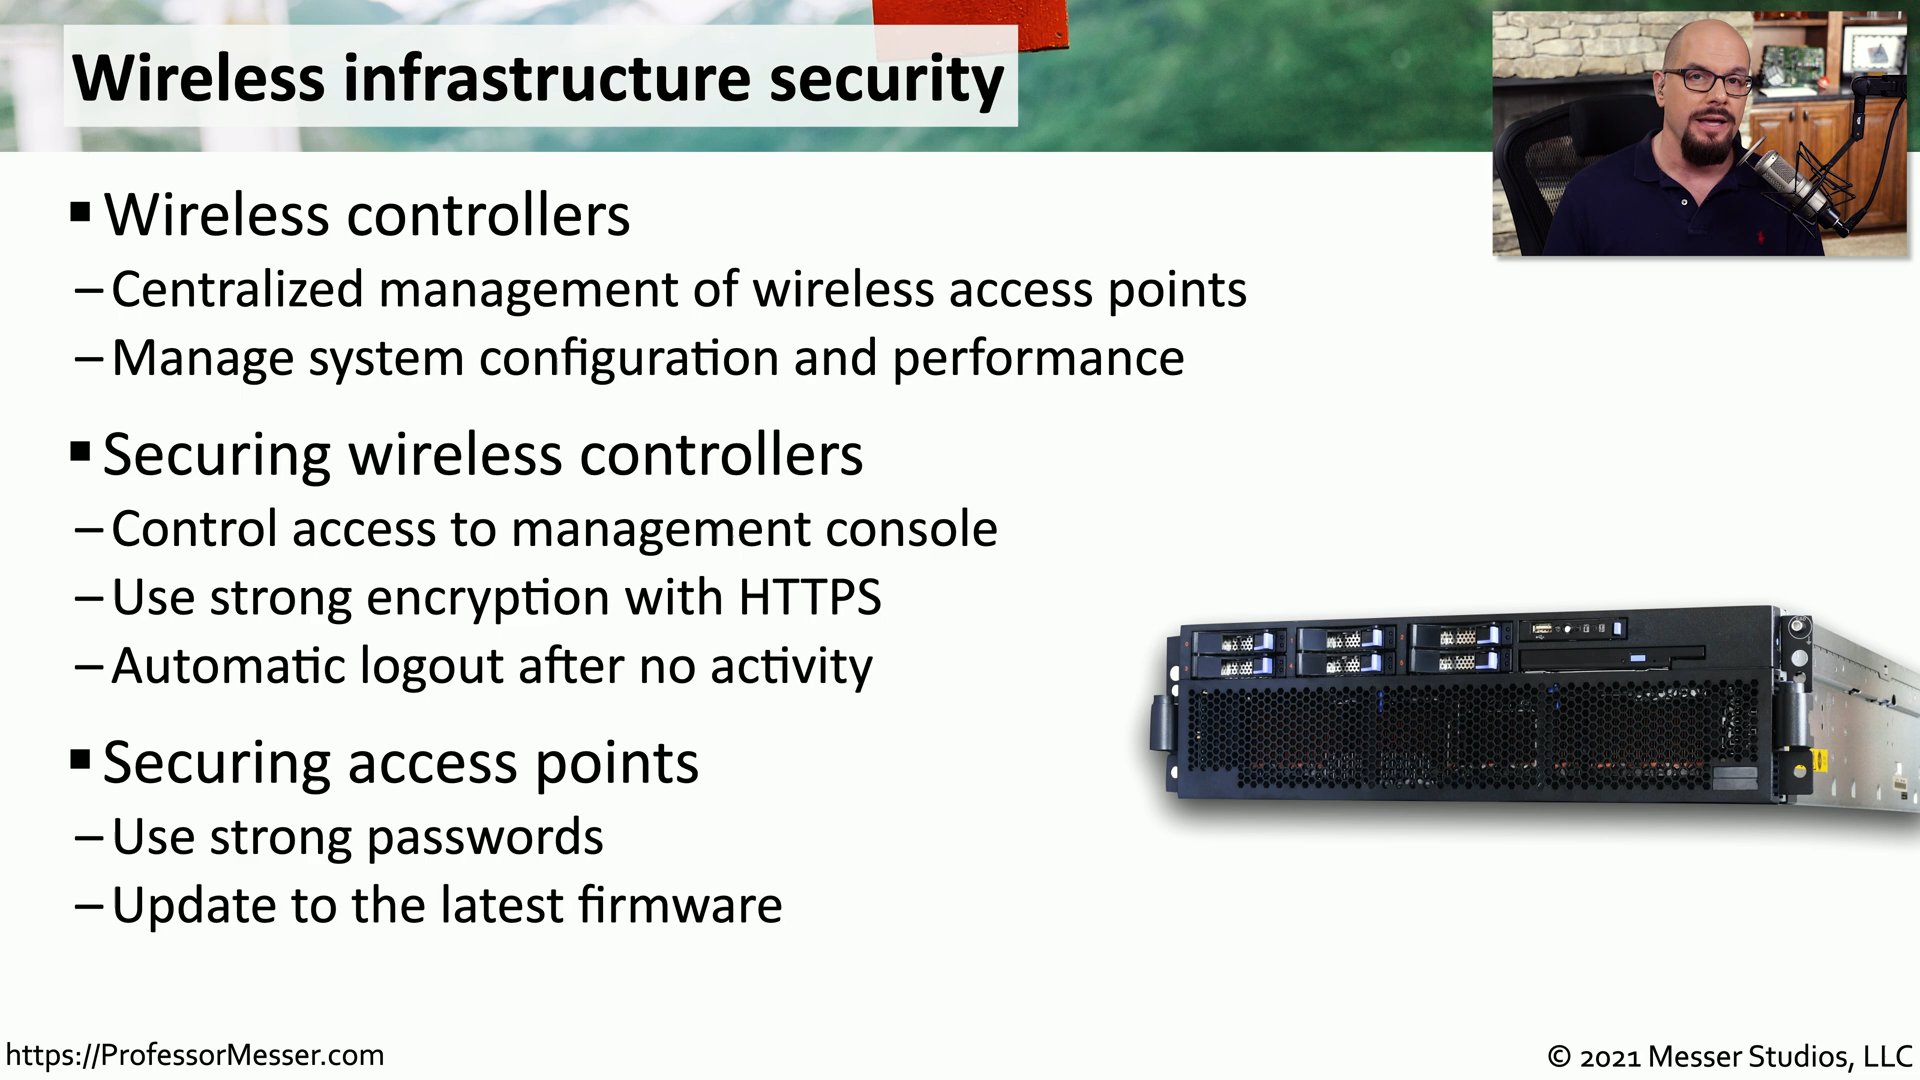 Wireless infrastructure security
▪ Wireless controllers
– Centralized management of wireless access points
– Manage system configuration and performance
▪ Securing wireless controllers
– Control access to management console
– Use strong encryption with HTTPS
– Automatic logout after no activity
▪ Securing access points
– Use strong passwords
– Update to the latest firmware
https://ProfessorMesser.com
© 2021 Messer Studios, LLC